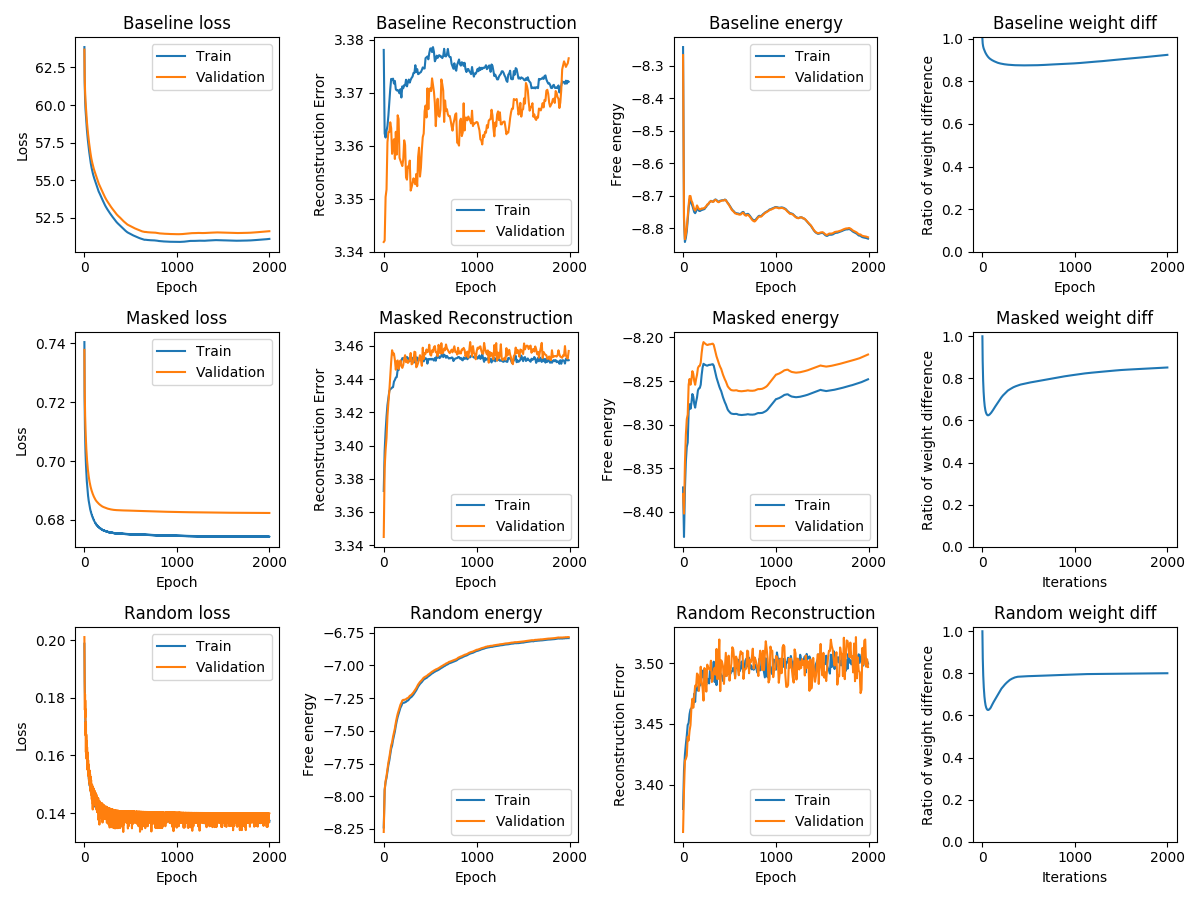 Baseline loss
Loss
62.5
60.0
57.5
55.0
52.5
Train
Validation
0 1000 2000
Epoch
Baseline Reconstruction
Reconstruction Error
3.38
3.37
3.36
3.35
3.34
Train
Validation
0 1000 2000
Epoch
Baseline energy
Free energy
−8.3
−8.4
−8.5
−8.6
−8.7
−8.8
Train
Validation
0 1000 2000
Epoch
Baseline weight diff
Ratio of weight difference
1.0
0.8
0.6
0.4
0.2
0.0
0 1000 2000
Epoch
Masked loss
Loss
0.74
0.72
0.70
0.68
Train
Validation
0 1000 2000
Epoch
Masked Reconstruction
Reconstruction Error
3.46
3.44
3.42
3.40
3.38
3.36
3.34
Train
Validation
0 1000 2000
Epoch
Masked energy
Free energy
−8.20
−8.25
−8.30
−8.35
−8.40
Train
Validation
0 1000 2000
Epoch
Masked weight diff
Ratio of weight difference
1.0
0.8
0.6
0.4
0.2
0.0
0 1000 2000
Iterations
Random loss
Loss
0.20
0.18
0.16
0.14
Train
Validation
0 1000 2000
Epoch
Random energy
Free energy
−6.75
−7.00
−7.25
−7.50
−7.75
−8.00
−8.25
Train
Validation
0 1000 2000
Epoch
Random Reconstruction
Reconstruction Error
3.50
3.45
3.40
Train
Validation
0 1000 2000
Epoch
Random weight diff
Ratio of weight difference
1.0
0.8
0.6
0.4
0.2
0.0
0 1000 2000
Iterations